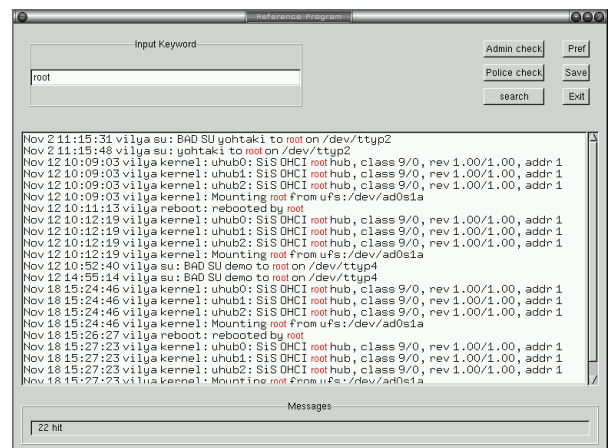 Reference Program
Input Keyword
root
Admin check
Pref
Police check
Save
search
Exit
Nov 2 11:15:31 vilya su: BAD SU yohtaki to root on /dev/ttyp2
Nov 2 11:15:48 vilya su: yohtaki to root on /dev/ttyp2
Nov 12 10:09:03 vilya kernel: uhub0: SiS OHCI root hub, class 9/0, rev 1.00/1.00, addr 1
Nov 12 10:09:03 vilya kernel: uhub1: SiS OHCI root hub, class 9/0, rev 1.00/1.00, addr 1
Nov 12 10:09:03 vilya kernel: uhub2: SiS OHCI root hub, class 9/0, rev 1.00/1.00, addr 1
Nov 12 10:09:03 vilya kernel: Mounting root from ufs:/dev/ad0s1a
Nov 12 10:11:13 vilya reboot: rebooted by root
Nov 12 10:12:19 vilya kernel: uhub0: SiS OHCI root hub, class 9/0, rev 1.00/1.00, addr 1
Nov 12 10:12:19 vilya kernel: uhub1: SiS OHCI root hub, class 9/0, rev 1.00/1.00, addr 1
Nov 12 10:12:19 vilya kernel: uhub2: SiS OHCI root hub, class 9/0, rev 1.00/1.00, addr 1
Nov 12 10:12:19 vilya kernel: Mounting root from ufs:/dev/ad0s1a
Nov 12 10:52:40 vilya su: BAD SU demo to root on /dev/ttyp4
Nov 12 14:55:14 vilya su: BAD SU demo to root on /dev/ttyp4
Nov 18 15:24:46 vilya kernel: uhub0: SiS OHCI root hub, class 9/0, rev 1.00/1.00, addr 1
Nov 18 15:24:46 vilya kernel: uhub1: SiS OHCI root hub, class 9/0, rev 1.00/1.00, addr 1
Nov 18 15:24:46 vilya kernel: uhub2: SiS OHCI root hub, class 9/0, rev 1.00/1.00, addr 1
Nov 18 15:24:46 vilya kernel: Mounting root from ufs:/dev/ad0s1a
Nov 18 15:26:27 vilya reboot: rebooted by root
Nov 18 15:27:23 vilya kernel: uhub0: SiS OHCI root hub, class 9/0, rev 1.00/1.00, addr 1
Nov 18 15:27:23 vilya kernel: uhub1: SiS OHCI root hub, class 9/0, rev 1.00/1.00, addr 1
Nov 18 15:27:23 vilya kernel: uhub2: SiS OHCI root hub, class 9/0, rev 1.00/1.00, addr 1
Nov 18 15:27:23 vilya kernel: Mounting root from ufs:/dev/ad0s1a
Messages
22 hit